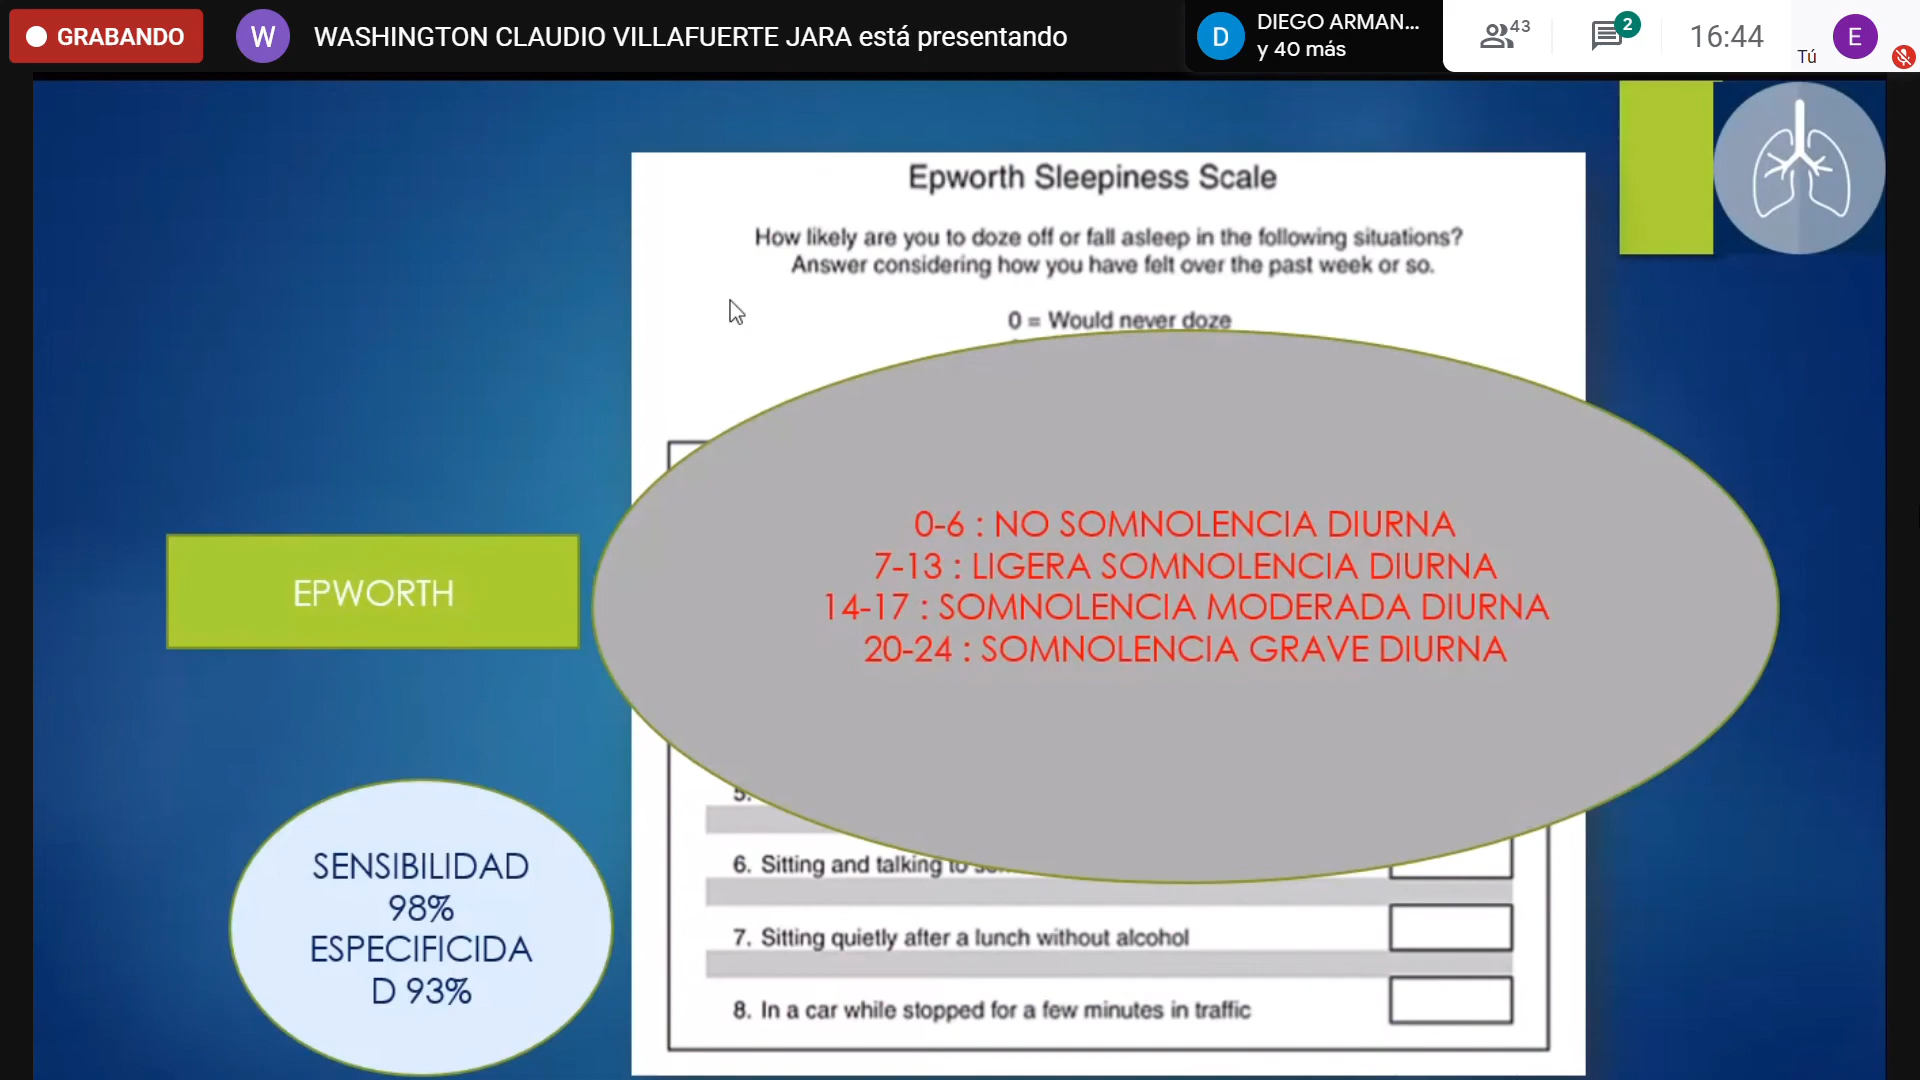 GRABANDO
W
WASHINGTON CLAUDIO VILLAFUERTE JARA está presentando
D
DIEGO ARMAN...
y 40 más
43
2
16:44
Tú
E
Epworth Sleepiness Scale
How likely are you to doze off or fall asleep in the following situations?
Answer considering how you have felt over the past week or so.
0 = Would never doze
0-6 : NO SOMNOLENCIA DIURNA
7-13 : LIGERA SOMNOLENCIA DIURNA
14-17 : SOMNOLENCIA MODERADA DIURNA
20-24 : SOMNOLENCIA GRAVE DIURNA
EPWORTH
5.
6. Sitting and talking to
7. Sitting quietly after a lunch without alcohol
8. In a car while stopped for a few minutes in traffic
SENSIBILIDAD
98%
ESPECIFICIDA
D 93%